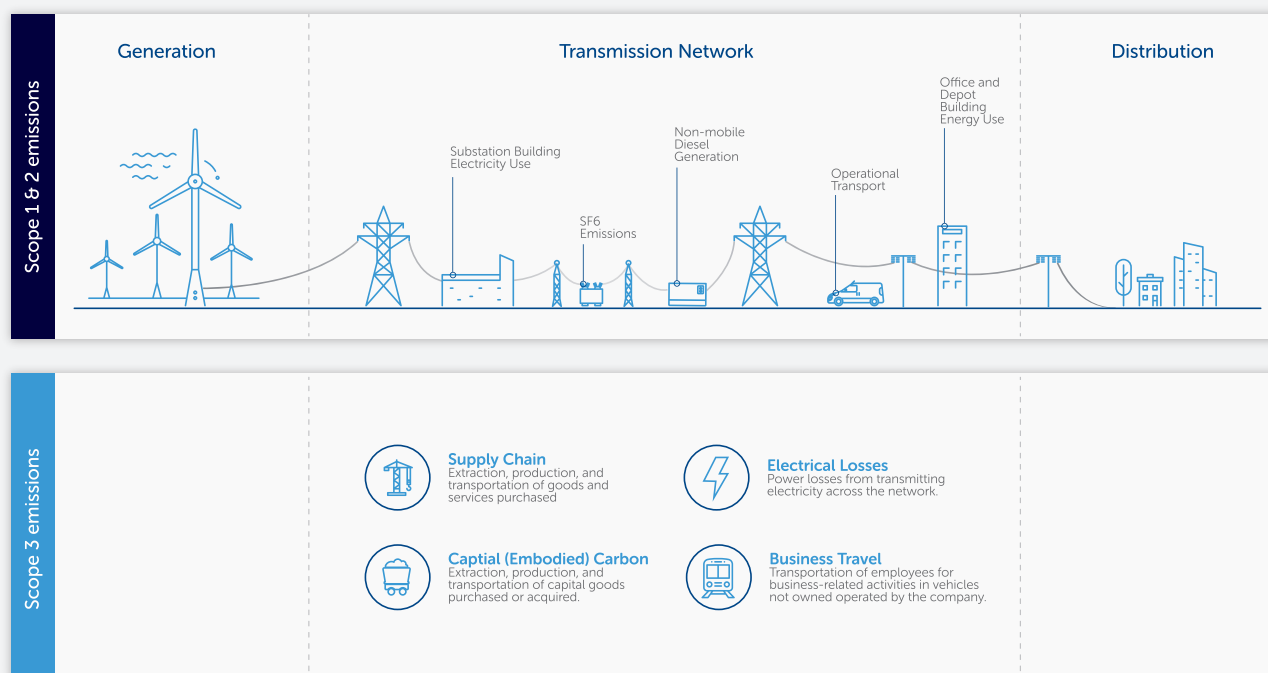 Scope 1 & 2 emissions
Generation
Transmission Network
Distribution
Substation Building
Electricity Use
SF6
Emissions
Non-mobile
Diesel
Generation
Operational
Transport
Office and
Depot
Building
Energy Use
Scope 3 emissions
Supply Chain
Extraction, production, and
transportation of goods and
services purchased
Electrical Losses
Power losses from transmitting
electricity across the network.
Captial (Embodied) Carbon
Extraction, production, and
transportation of capital goods
purchased or acquired.
Business Travel
Transportation of employees for
business-related activities in vehicles
not owned operated by the company.